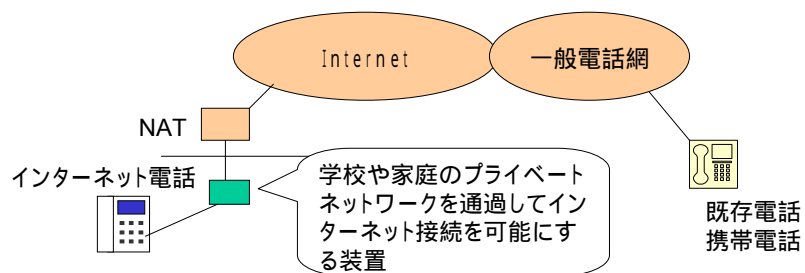 Internet
一般電話網
NAT
インターネット電話
学校や家庭のプライベート
ネットワークを通過してイン
ターネット接続を可能にす
る装置
既存電話
携帯電話